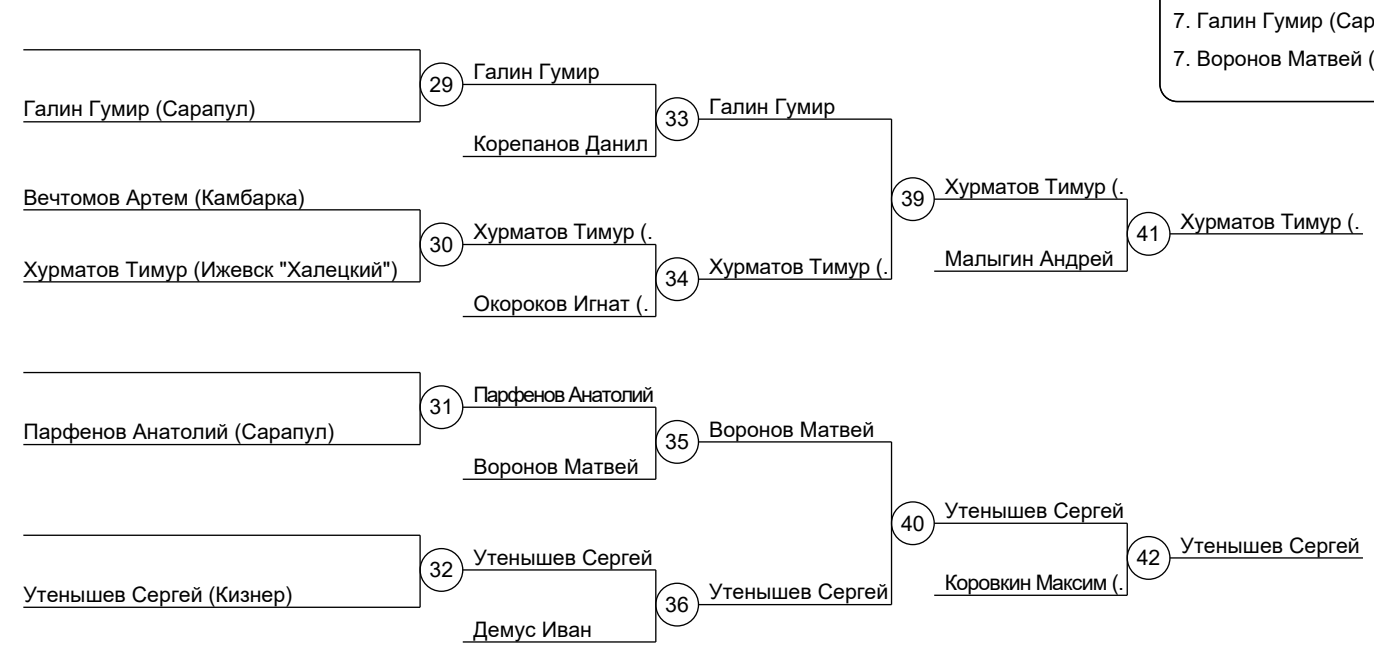 7. Галин Гумир (Сар
7. Воронов Матвей (
29
Галин Гумир
Галин Гумир (Сарапул)
33
Галин Гумир
Корепанов Данил
Вечтомов Артем (Камбарка)
39
Хурматов Тимур (.
30
Хурматов Тимур (.
41
Хурматов Тимур (.
Хурматов Тимур (Ижевск "Халецкий")
34
Хурматов Тимур (.
Малыгин Андрей
Окороков Игнат (.
31
Парфенов Анатолий
Парфенов Анатолий (Сарапул)
35
Воронов Матвей
Воронов Матвей
40
Утенышев Сергей
32
Утенышев Сергей
42
Утенышев Сергей
Утенышев Сергей (Кизнер)
36
Утенышев Сергей
Коровкин Максим (.
Демус Иван